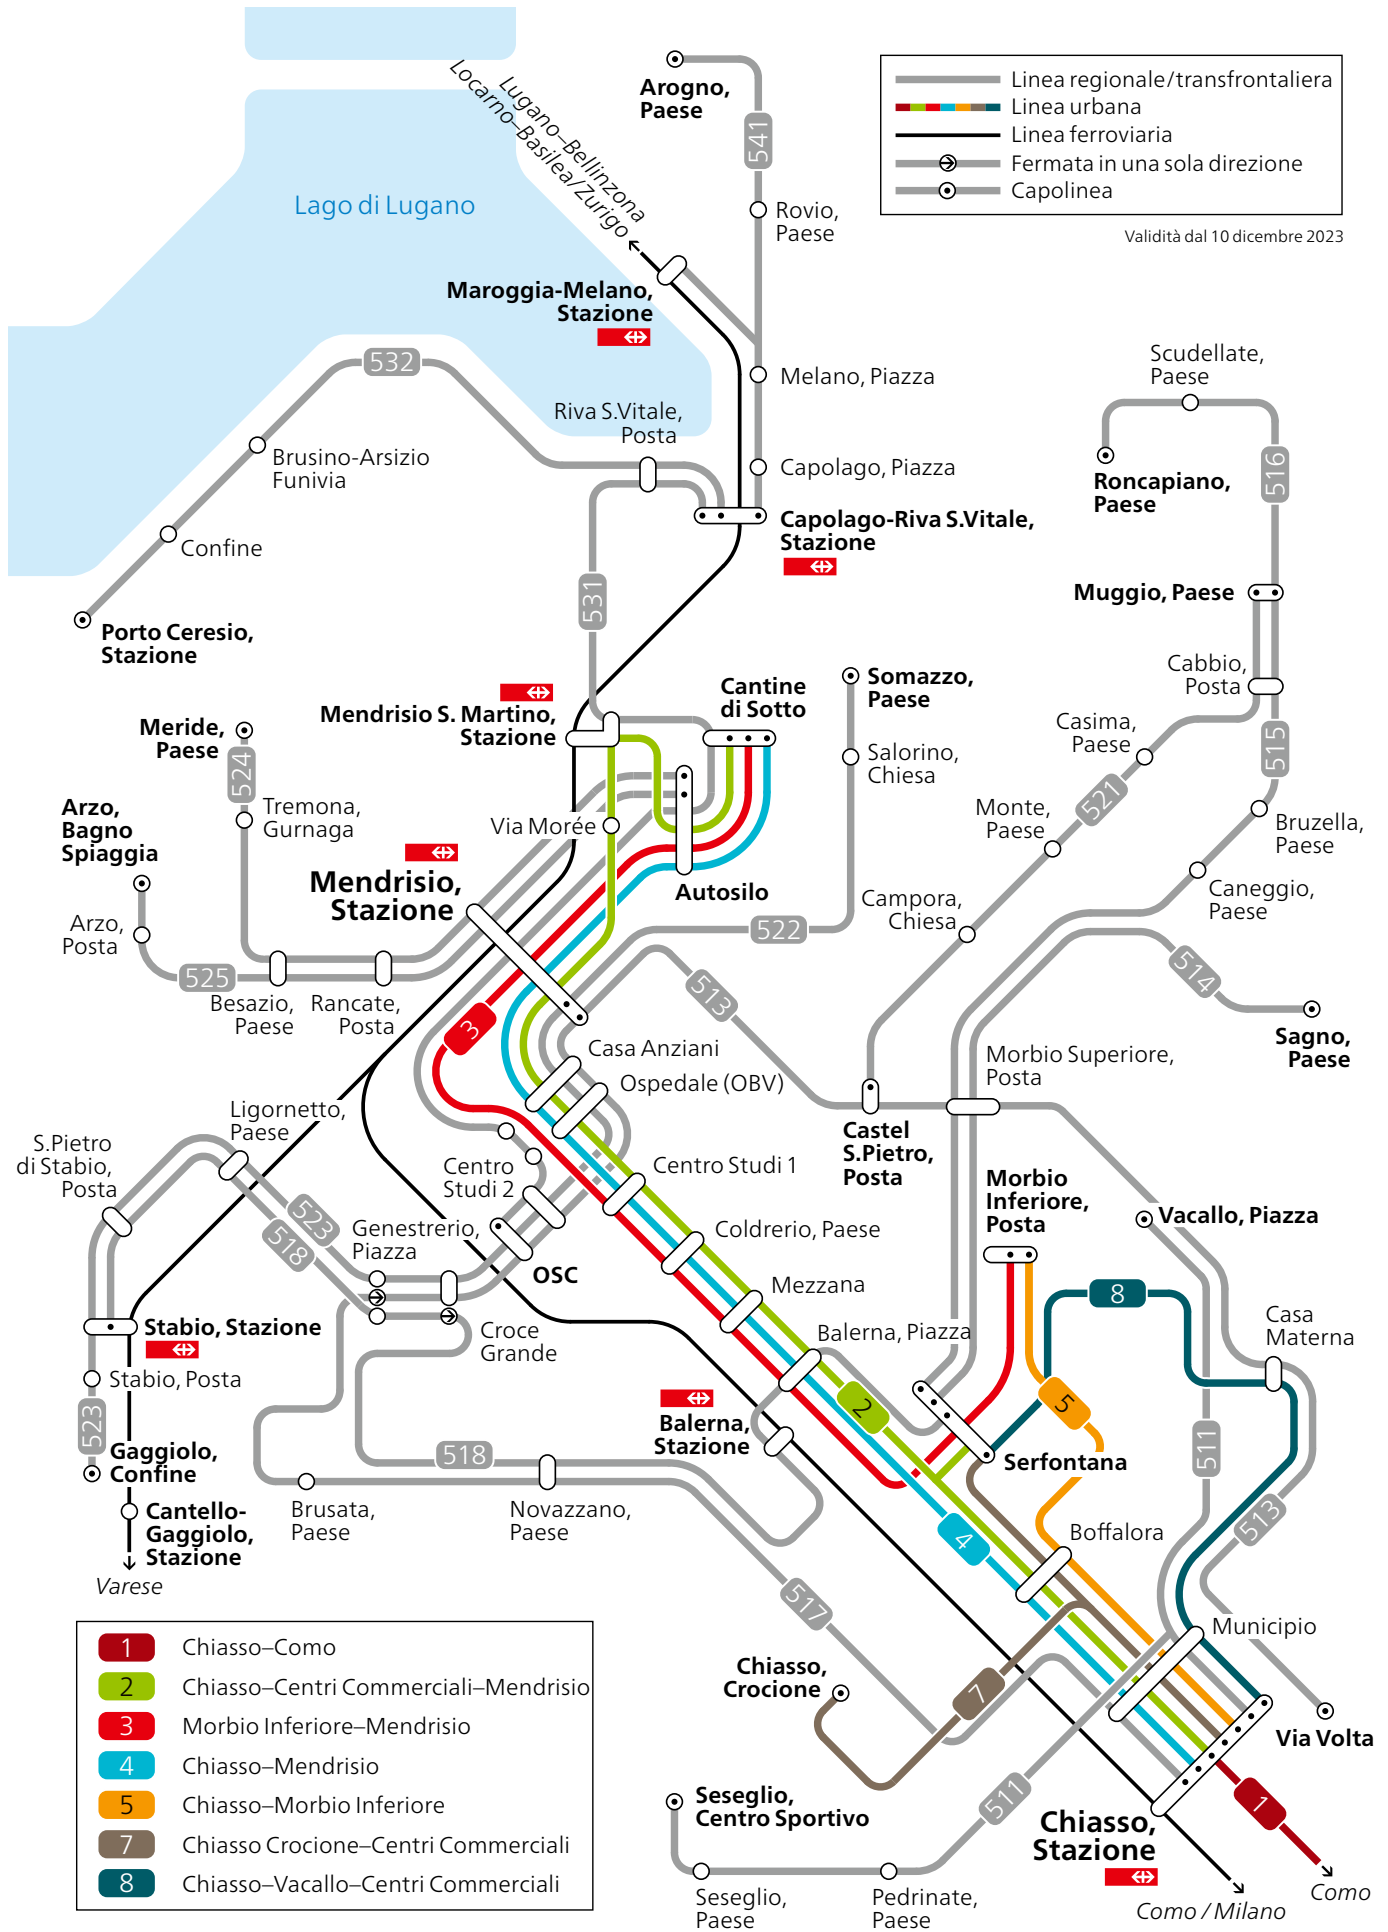 Linea regionale/transfrontaliera
Linea urbana
Linea ferroviaria
Fermata in una sola direzione
Capolinea
Validità dal 10 dicembre 2023
Lugano–Bellinzona
Locarno–Basilea/Zurigo
Lago di Lugano
Arogno,
Paese
541
Rovio,
Paese
Maroggia-Melano,
Stazione
532
Melano, Piazza
Riva S.Vitale,
Posta
Brusino-Arsizio
Funivia
Capolago, Piazza
Confine
Capolago-Riva S.Vitale,
Stazione
Porto Ceresio,
Stazione
531
Scudellate,
Paese
516
Roncapiano,
Paese
Muggio, Paese
Cabbio,
Posta
Casima,
Paese
515
521
Monte,
Paese
Bruzella,
Paese
Caneggio,
Paese
Campora,
Chiesa
514
Sagno,
Paese
Mendrisio S. Martino,
Stazione
Cantine
di Sotto
Somazzo,
Paese
Salorino,
Chiesa
Meride,
Paese
524
Tremona,
Gurnaga
Arzo,
Bagno
Spiaggia
Via Morée
Autosilo
Mendrisio,
Stazione
Arzo,
Posta
525
Besazio,
Paese
Rancate,
Posta
522
513
3
Casa Anziani
Ospedale (OBV)
Morbio Superiore,
Posta
Castel
S.Pietro,
Posta
Ligornetto,
Paese
S.Pietro
di Stabio,
Posta
Centro
Studi 2
Centro Studi 1
523
518
Genestrerio,
Piazza
OSC
Coldrerio, Paese
Mezzana
Balerna, Piazza
Morbio
Inferiore,
Posta
Vacallo, Piazza
8
Casa
Materna
Stabio, Stazione
Stabio, Posta
Croce
Grande
523
Gaggiolo,
Confine
Cantello-
Gaggiolo,
Stazione
Varese
518
Brusata,
Paese
Novazzano,
Paese
Balerna,
Stazione
2
5
Serfontana
511
513
4
Boffalora
517
Municipio
Chiasso,
Crocione
7
Via Volta
Seseglio,
Centro Sportivo
511
Chiasso,
Stazione
1
Seseglio,
Paese
Pedrinate,
Paese
Como
Como / Milano
1 Chiasso–Como
2 Chiasso–Centri Commerciali–Mendrisio
3 Morbio Inferiore–Mendrisio
4 Chiasso–Mendrisio
5 Chiasso–Morbio Inferiore
7 Chiasso Crocione–Centri Commerciali
8 Chiasso–Vacallo–Centri Commerciali